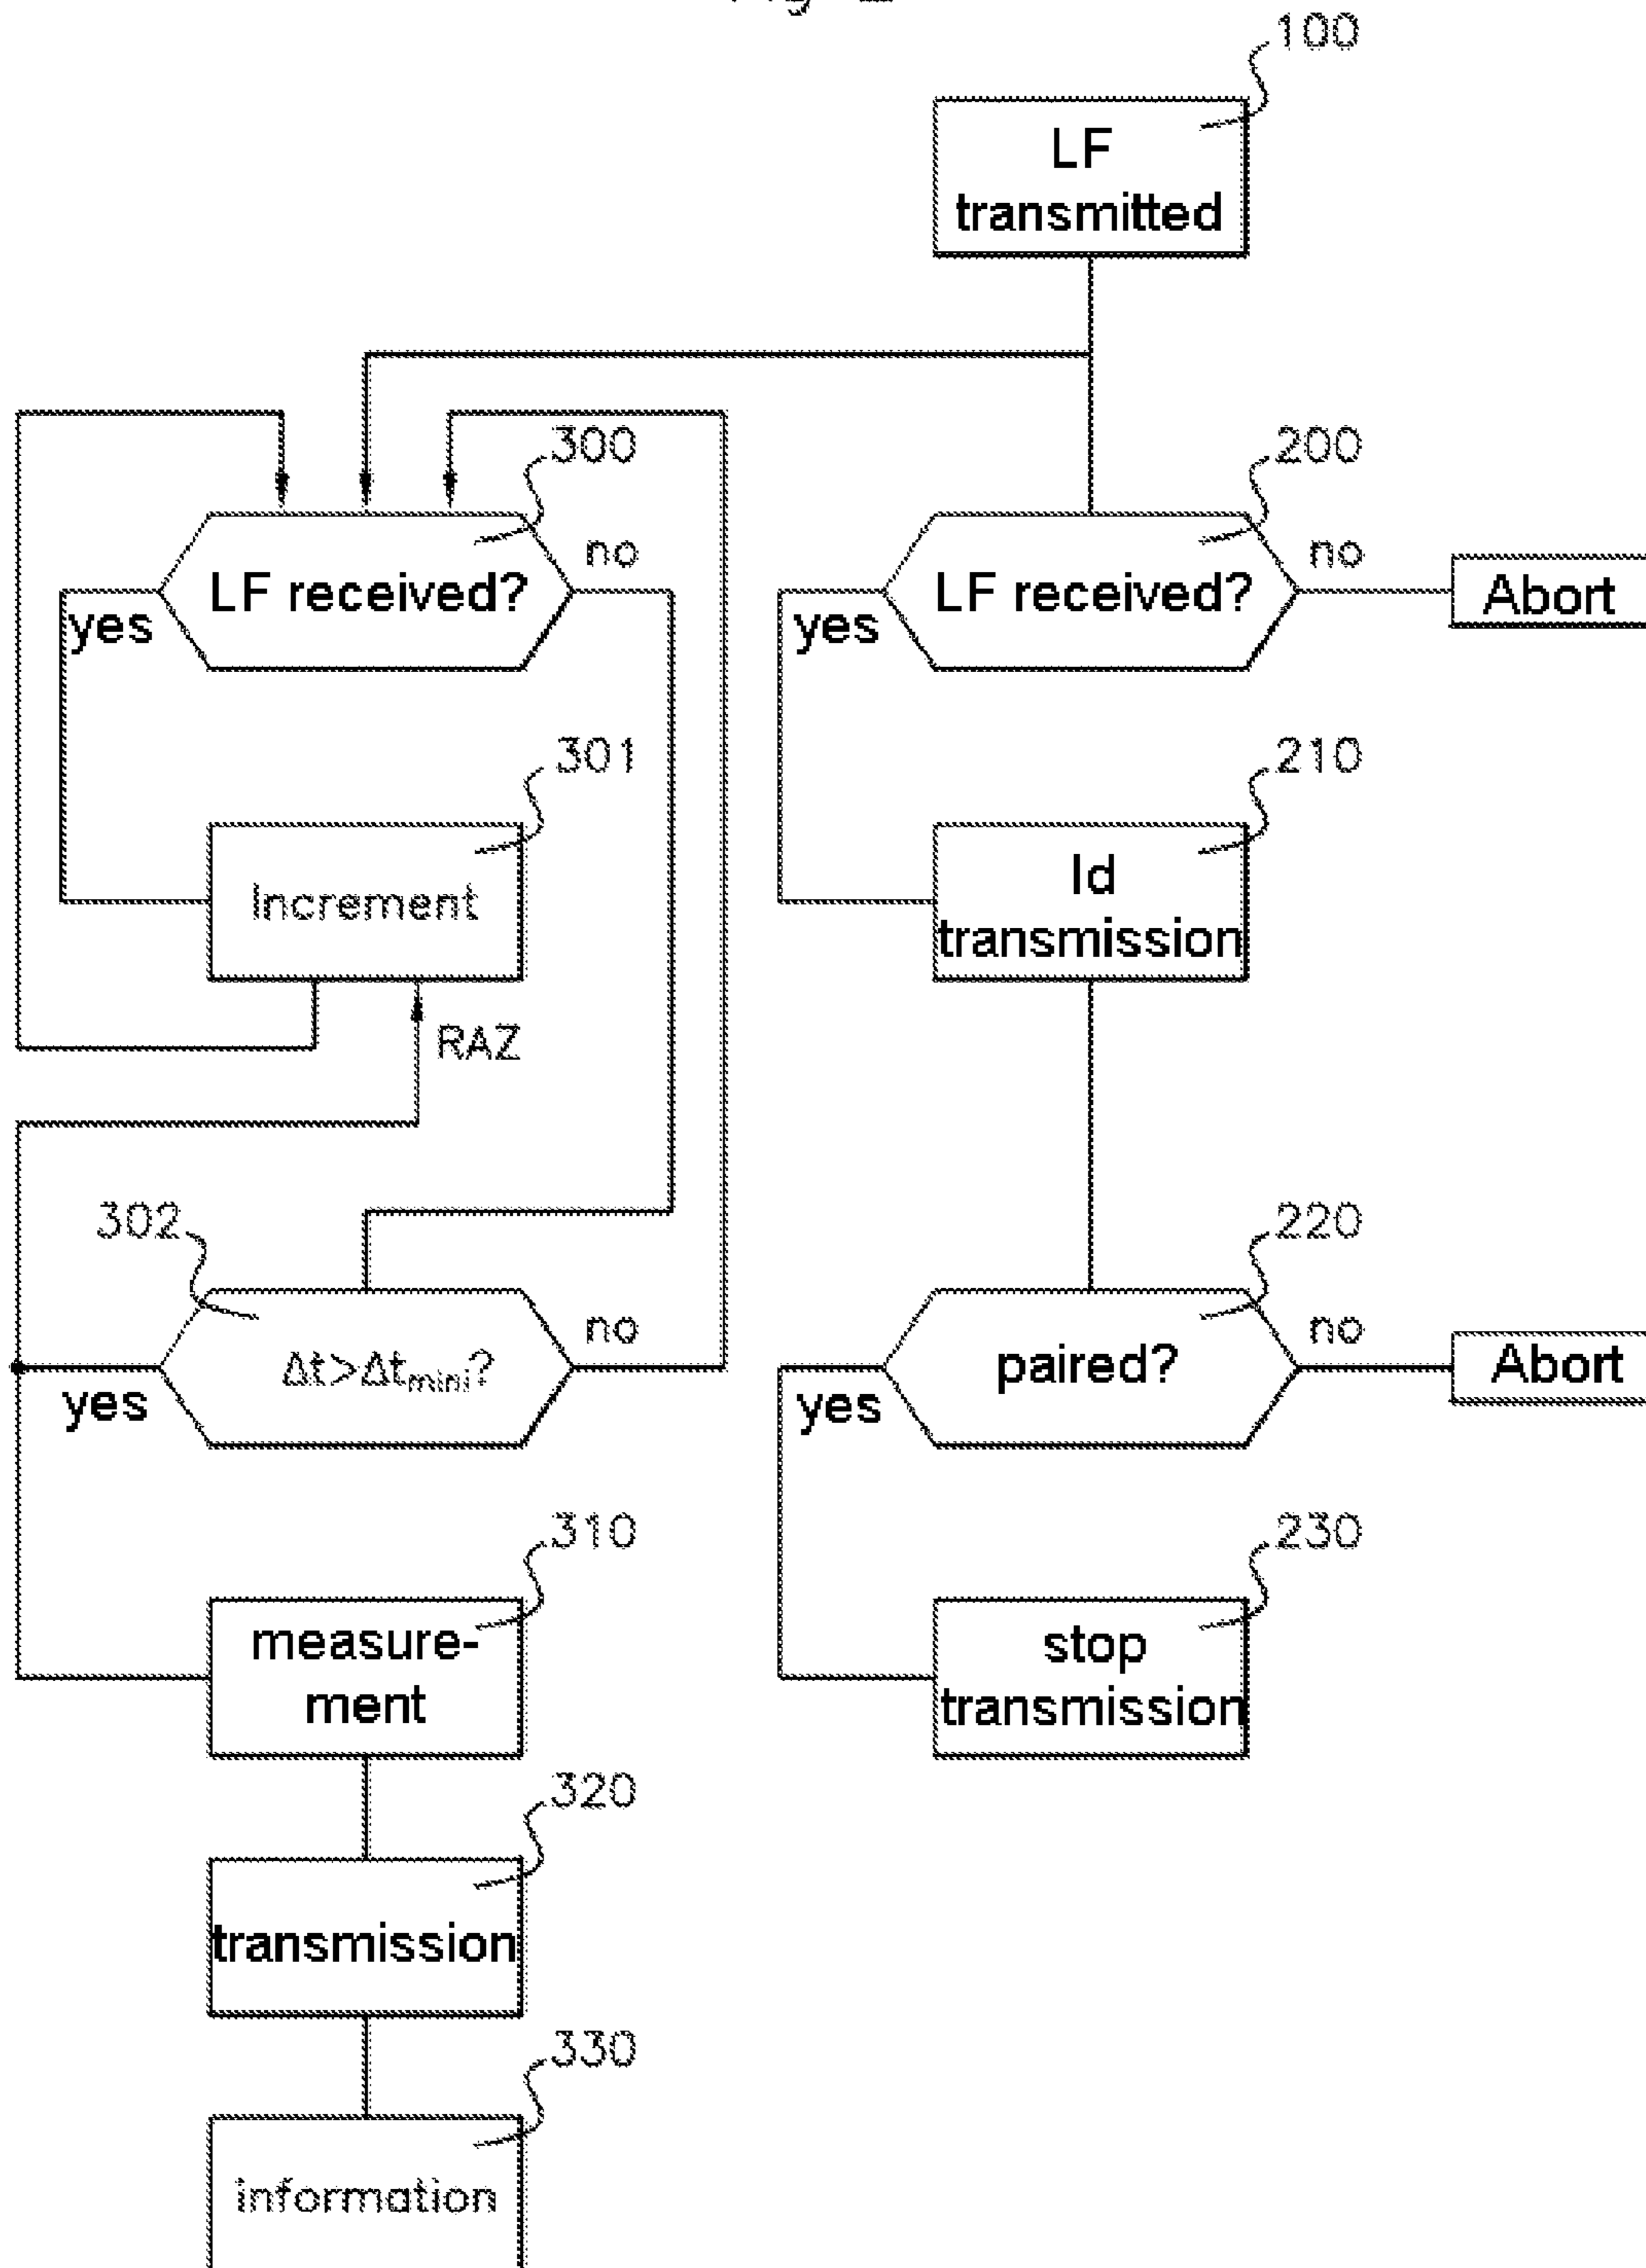 100
LF
transmitted
300
200
LF received?
no
yes
LF received?
no
yes
Abort
301
210
Increment
Id
transmission
RAZ
302
220
Δt>Δtmini?
no
yes
paired?
no
yes
Abort
310
230
measure-
ment
stop
transmission
320
transmission
330
information